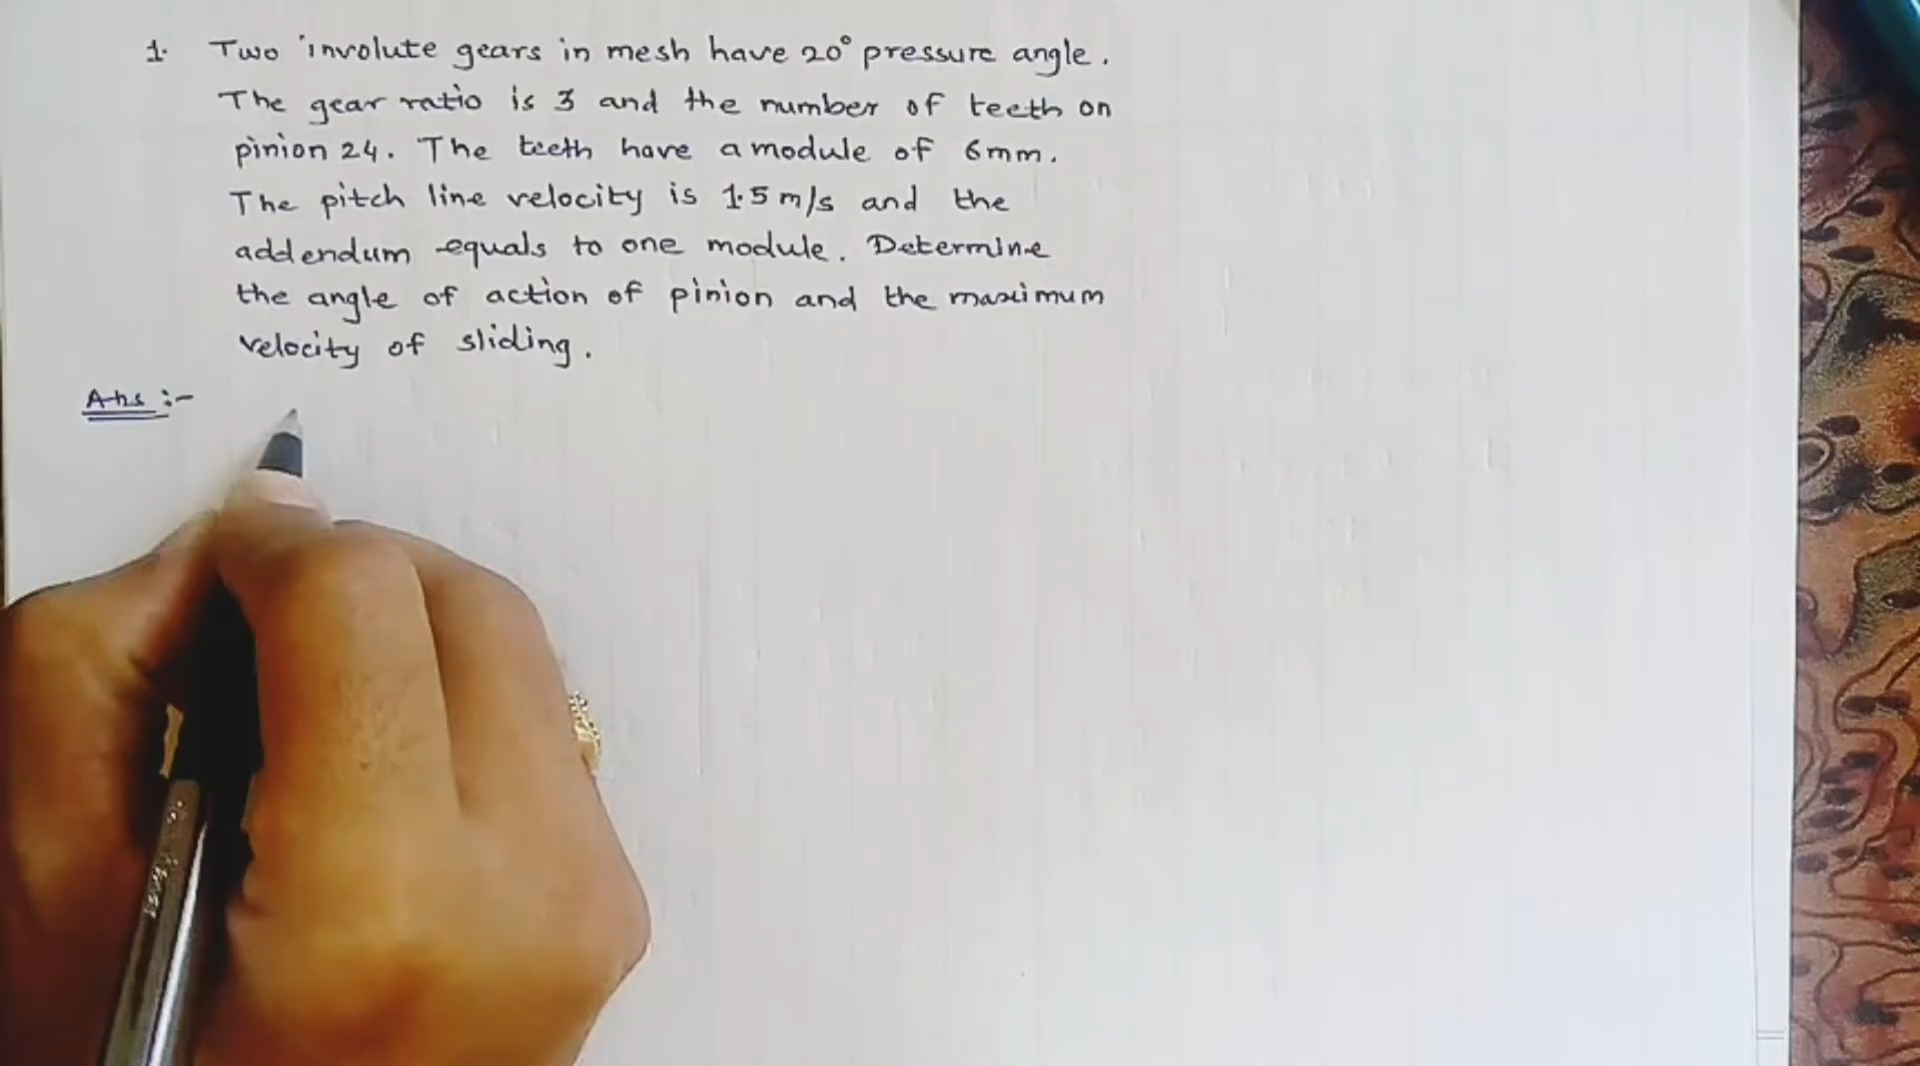 1. Two involute gears in mesh have 20° pressure angle.
The gear ratio is 3 and the number of teeth on
pinion 24. The teeth have a module of 6mm.
The pitch line velocity is 1.5 m/s and the
addendum equals to one module. Determine
the angle of action of pinion and the maximum
velocity of sliding.
Ans :-